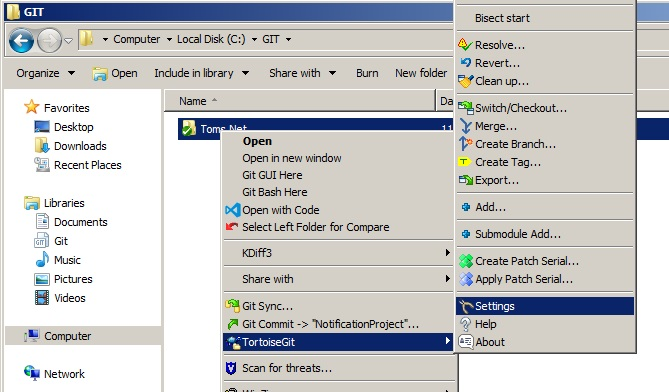 GIT
Computer ▸ Local Disk (C:) ▸ GIT ▸
Organize Open Include in library Share with Burn New folder
Name
Favorites
Desktop
Downloads
Recent Places
Libraries
Documents
Git
Music
Pictures
Videos
Computer
Network
Toms.Net
Open
Open in new window
Git GUI Here
Git Bash Here
Open with Code
Select Left Folder for Compare
KDiff3
Share with
Git Sync...
Git Commit -> "NotificationProject"...
TortoiseGit
Scan for threats...
Bisect start
Resolve...
Revert...
Clean up...
Switch/Checkout...
Merge...
Create Branch...
Create Tag...
Export...
Add...
Submodule Add...
Create Patch Serial...
Apply Patch Serial...
Settings
Help
About